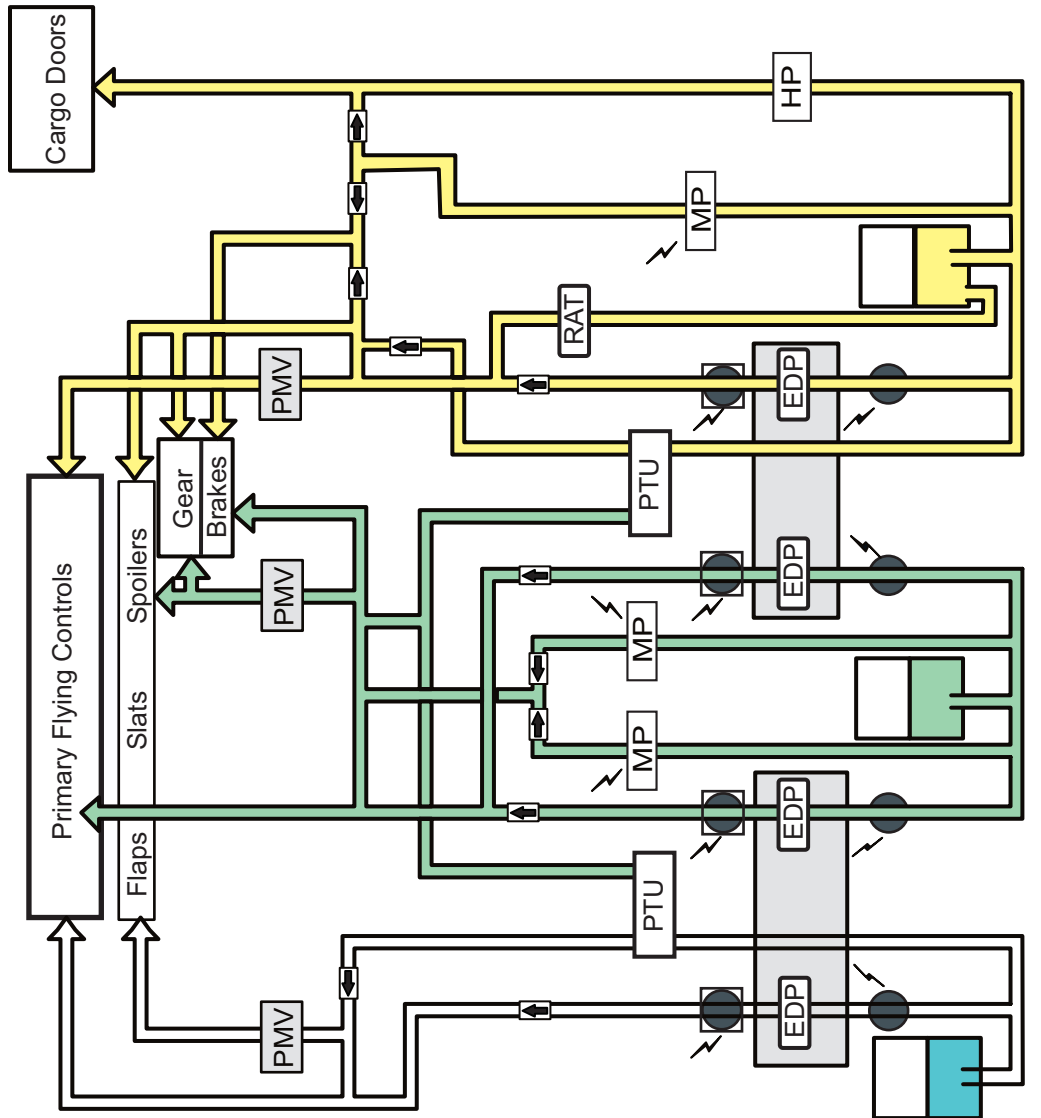 Cargo Doors
HP
MP
RAT
PMV
EDP
Gear
Brakes
PTU
Primary Flying Controls
Flaps Slats Spoilers
PMV
EDP
MP
MP
EDP
PTU
PMV
EDP